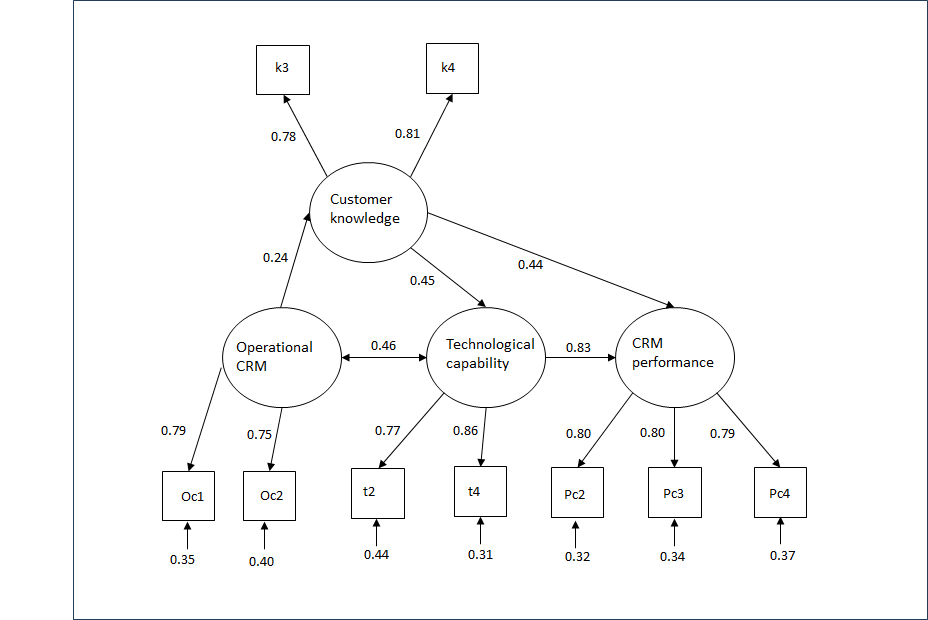 k3
k4
0.78
0.81
Customer
knowledge
0.24
0.45
0.44
Operational
CRM
0.46
Technological
capability
0.83
CRM
performance
0.79
0.75
0.77
0.86
0.80
0.80
0.79
Oc1
Oc2
t2
t4
Pc2
Pc3
Pc4
0.35
0.40
0.44
0.31
0.32
0.34
0.37